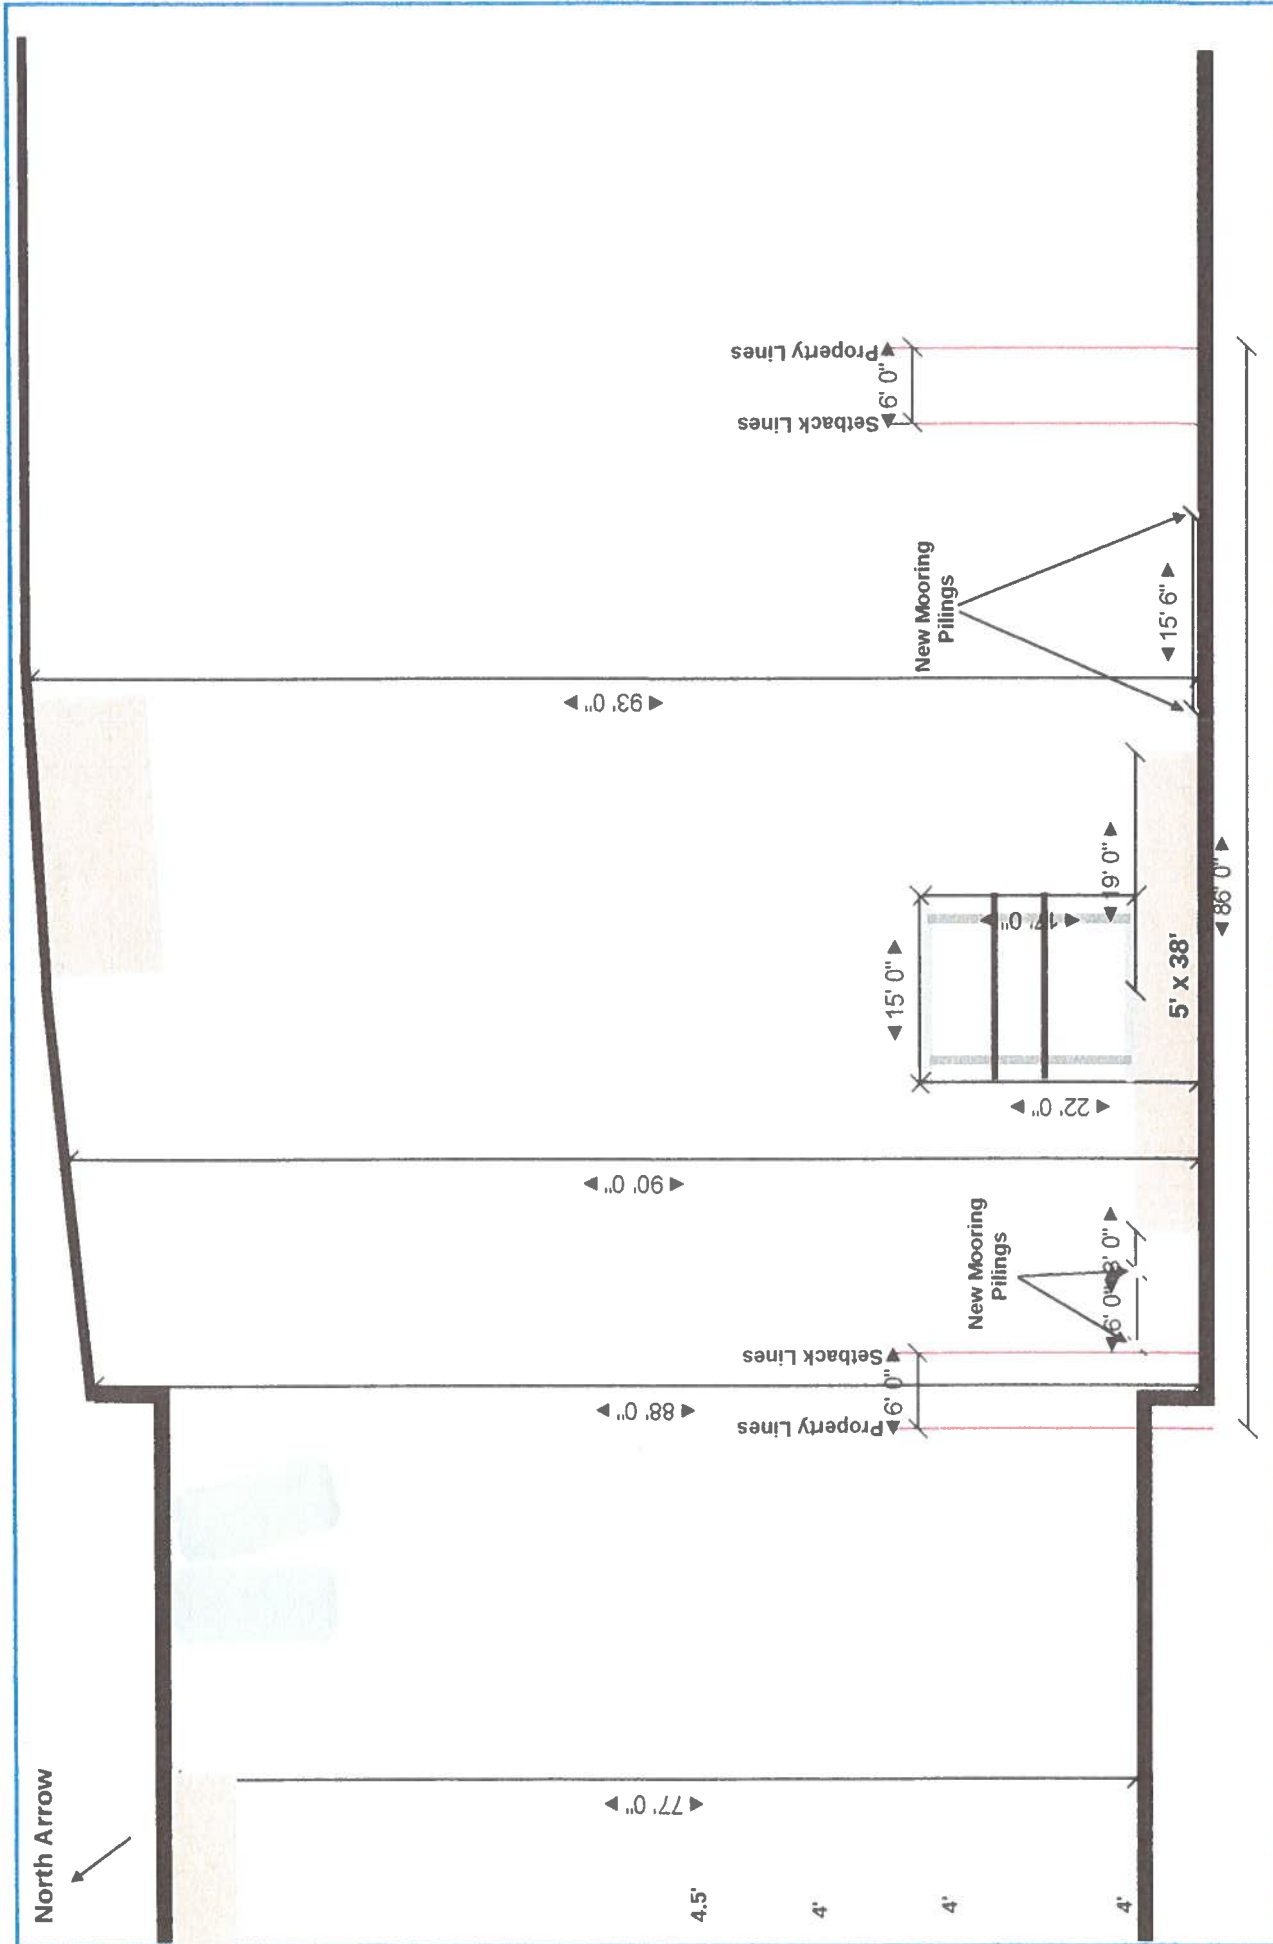 North Arrow
77' 0"
4.5'
4'
4'
4'
88' 0"
Property Lines
6' 0"
Setback Lines
New Mooring
Pilings
6' 0"
90' 0"
22' 0"
15' 0"
17' 0"
19' 0"
5' x 38'
86' 0"
93' 0"
New Mooring
Pilings
15' 6"
Setback Lines
6' 0"
Property Lines